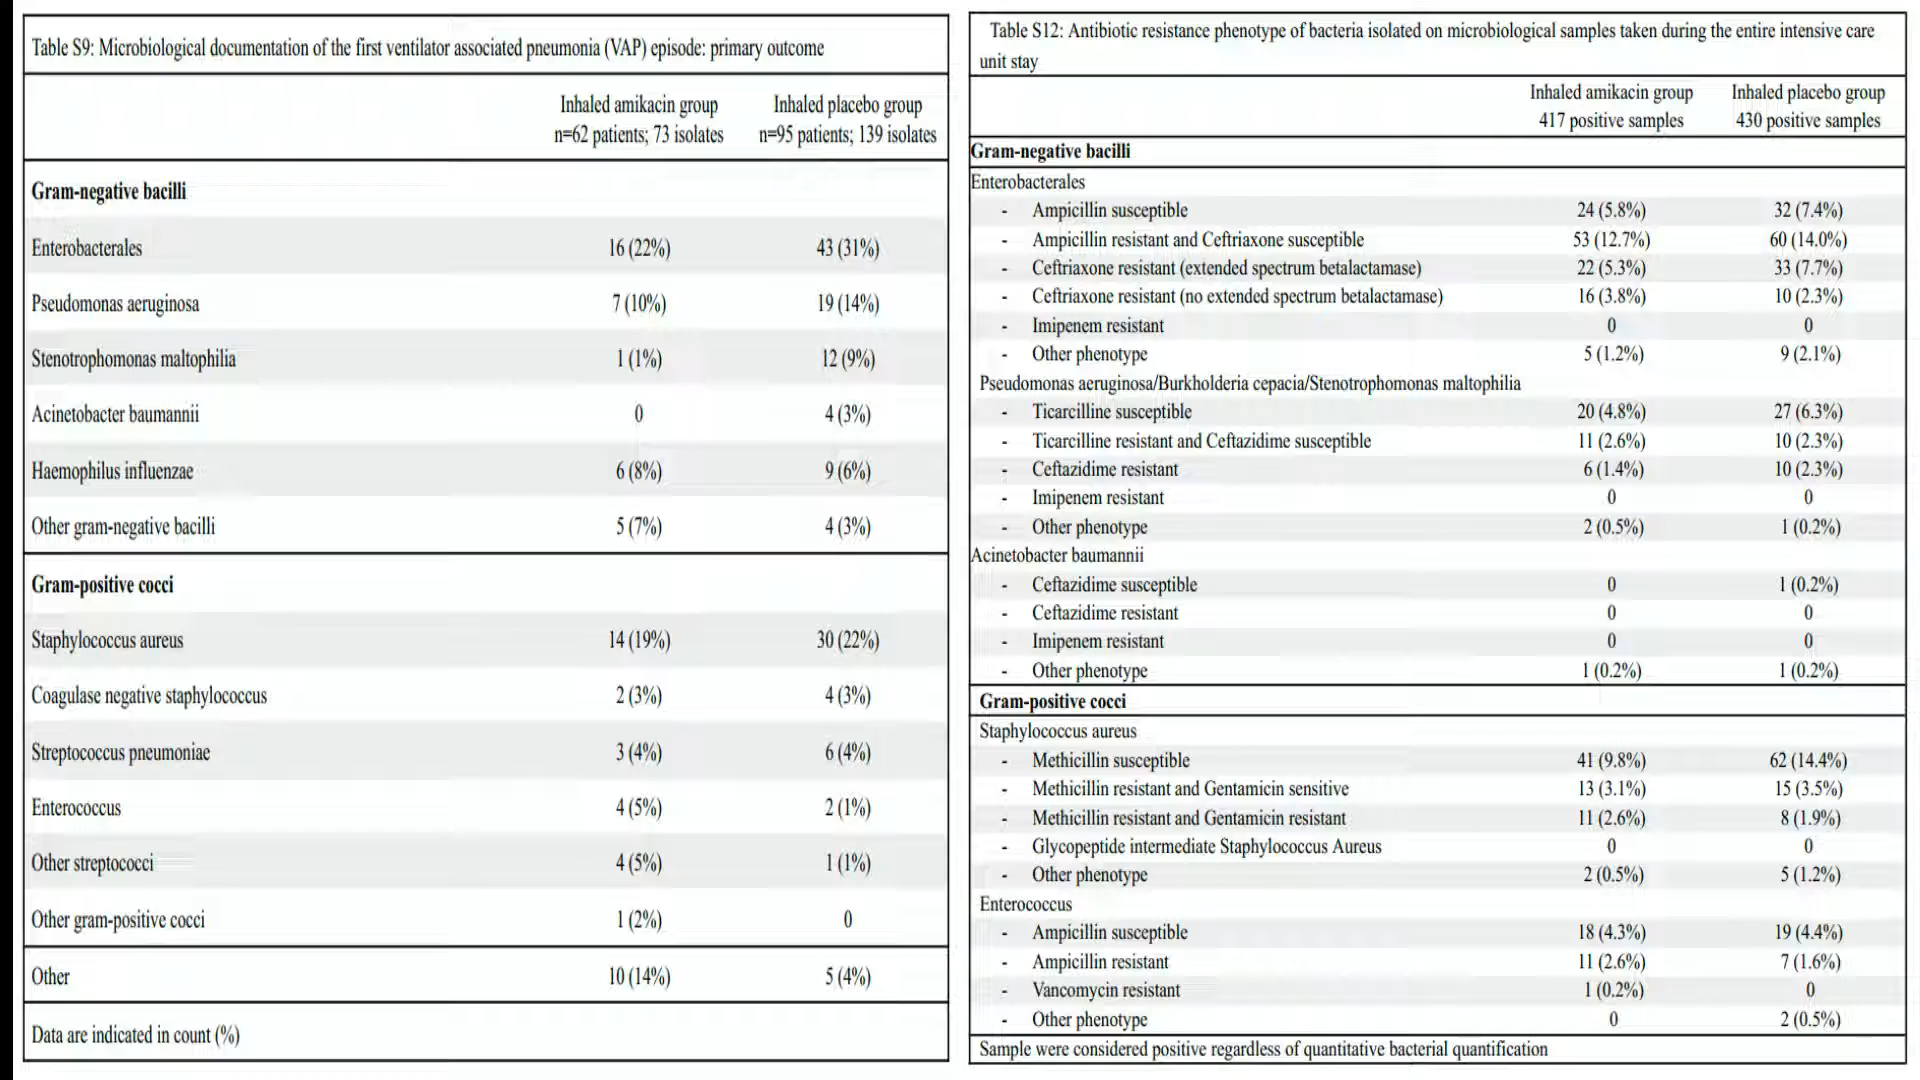 Table S9: Microbiological documentation of the first ventilator associated pneumonia (VAP) episode: primary outcome
Inhaled amikacin group Inhaled placebo group
n=62 patients; 73 isolates n=95 patients; 139 isolates
Gram-negative bacilli
Enterobacterales 16 (22%) 43 (31%)
Pseudomonas aeruginosa 7 (10%) 19 (14%)
Stenotrophomonas maltophilia 1 (1%) 12 (9%)
Acinetobacter baumannii 0 4 (3%)
Haemophilus influenzae 6 (8%) 9 (6%)
Other gram-negative bacilli 5 (7%) 4 (3%)
Gram-positive cocci
Staphylococcus aureus 14 (19%) 30 (22%)
Coagulase negative staphylococcus 2 (3%) 4 (3%)
Streptococcus pneumoniae 3 (4%) 6 (4%)
Enterococcus 4 (5%) 2 (1%)
Other streptococci 4 (5%) 1 (1%)
Other gram-positive cocci 1 (2%) 0
Other 10 (14%) 5 (4%)
Data are indicated in count (%)
Table S12: Antibiotic resistance phenotype of bacteria isolated on microbiological samples taken during the entire intensive care
unit stay
Inhaled amikacin group Inhaled placebo group
417 positive samples 430 positive samples
Gram-negative bacilli
Enterobacterales
- Ampicillin susceptible 24 (5.8%) 32 (7.4%)
- Ampicillin resistant and Ceftriaxone susceptible 53 (12.7%) 60 (14.0%)
- Ceftriaxone resistant (extended spectrum betalactamase) 22 (5.3%) 33 (7.7%)
- Ceftriaxone resistant (no extended spectrum betalactamase) 16 (3.8%) 10 (2.3%)
- Imipenem resistant 0 0
- Other phenotype 5 (1.2%) 9 (2.1%)
Pseudomonas aeruginosa/Burkholderia cepacia/Stenotrophomonas maltophilia
- Ticarcilline susceptible 20 (4.8%) 27 (6.3%)
- Ticarcilline resistant and Ceftazidime susceptible 11 (2.6%) 10 (2.3%)
- Ceftazidime resistant 6 (1.4%) 10 (2.3%)
- Imipenem resistant 0 0
- Other phenotype 2 (0.5%) 1 (0.2%)
Acinetobacter baumannii
- Ceftazidime susceptible 0 1 (0.2%)
- Ceftazidime resistant 0 0
- Imipenem resistant 0 0
- Other phenotype 1 (0.2%) 1 (0.2%)
Gram-positive cocci
Staphylococcus aureus
- Methicillin susceptible 41 (9.8%) 62 (14.4%)
- Methicillin resistant and Gentamicin sensitive 13 (3.1%) 15 (3.5%)
- Methicillin resistant and Gentamicin resistant 11 (2.6%) 8 (1.9%)
- Glycopeptide intermediate Staphylococcus Aureus 0 0
- Other phenotype 2 (0.5%) 5 (1.2%)
Enterococcus
- Ampicillin susceptible 18 (4.3%) 19 (4.4%)
- Ampicillin resistant 11 (2.6%) 7 (1.6%)
- Vancomycin resistant 1 (0.2%) 0
- Other phenotype 0 2 (0.5%)
Sample were considered positive regardless of quantitative bacterial quantification